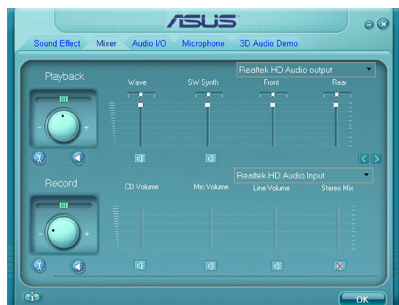 ASUS
Sound Effect Mixer Audio I/O Microphone 3D Audio Demo
Playback
Realtek HD Audio output
Wave SW Synth Front Rear
Record
Realtek HD Audio Input
CD Volume Mic Volume Line Volume Stereo Mix
OK